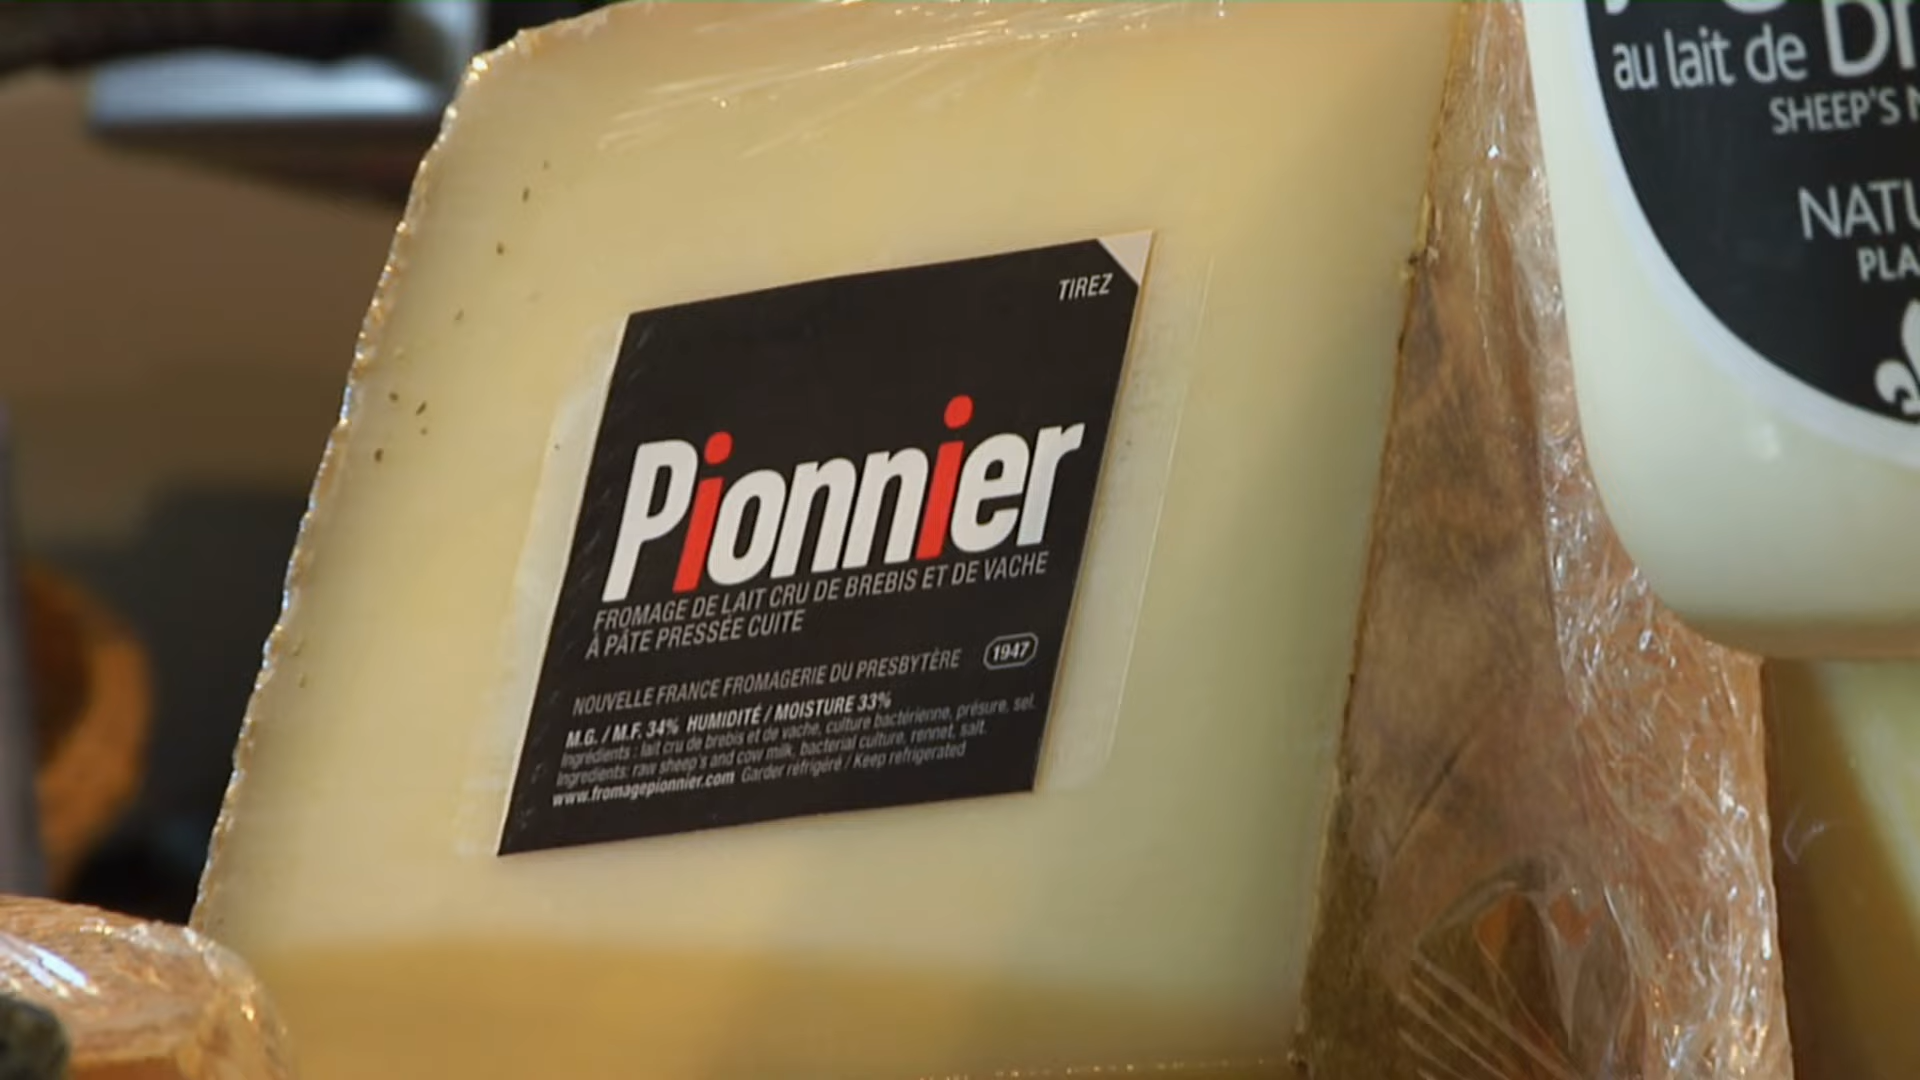 TIREZ
Pionnier
FROMAGE DE LAIT CRU DE BREBIS ET DE VACHE
À PÂTE PRESSÉE CUITE
NOUVELLE FRANCE FROMAGERIE DU PRESBYTÈRE 1947
M.G. / M.F. 34% HUMIDITÉ / MOISTURE 33%
Ingrédients : lait cru de brebis et de vache, culture bactérienne, présure, sel.
Ingredients: raw sheep's and cow milk, bacterial culture, rennet, salt.
www.fromagepionnier.com Garder réfrigéré / Keep refrigerated
au lait de
SHEEP'S